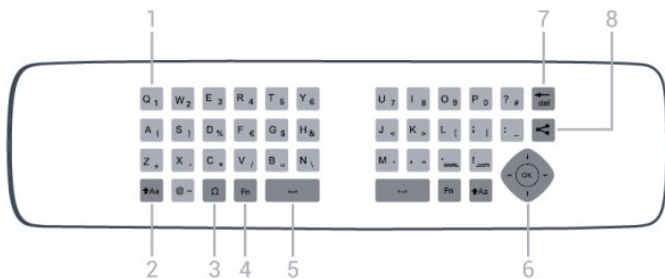 1 7 8
Q 1 W 2 E 3 R 4 T 5 Y 6 U 7 I 8 O 9 P 0 ? # del
A ( S ) D % F € G $ H & J < K > L [ ; ] : _
Z + X - C * V / B = N \ M ' , " . www. ! .com
Aa @ ~ Ω Fn Fn Aa OK
2 3 4 5 6